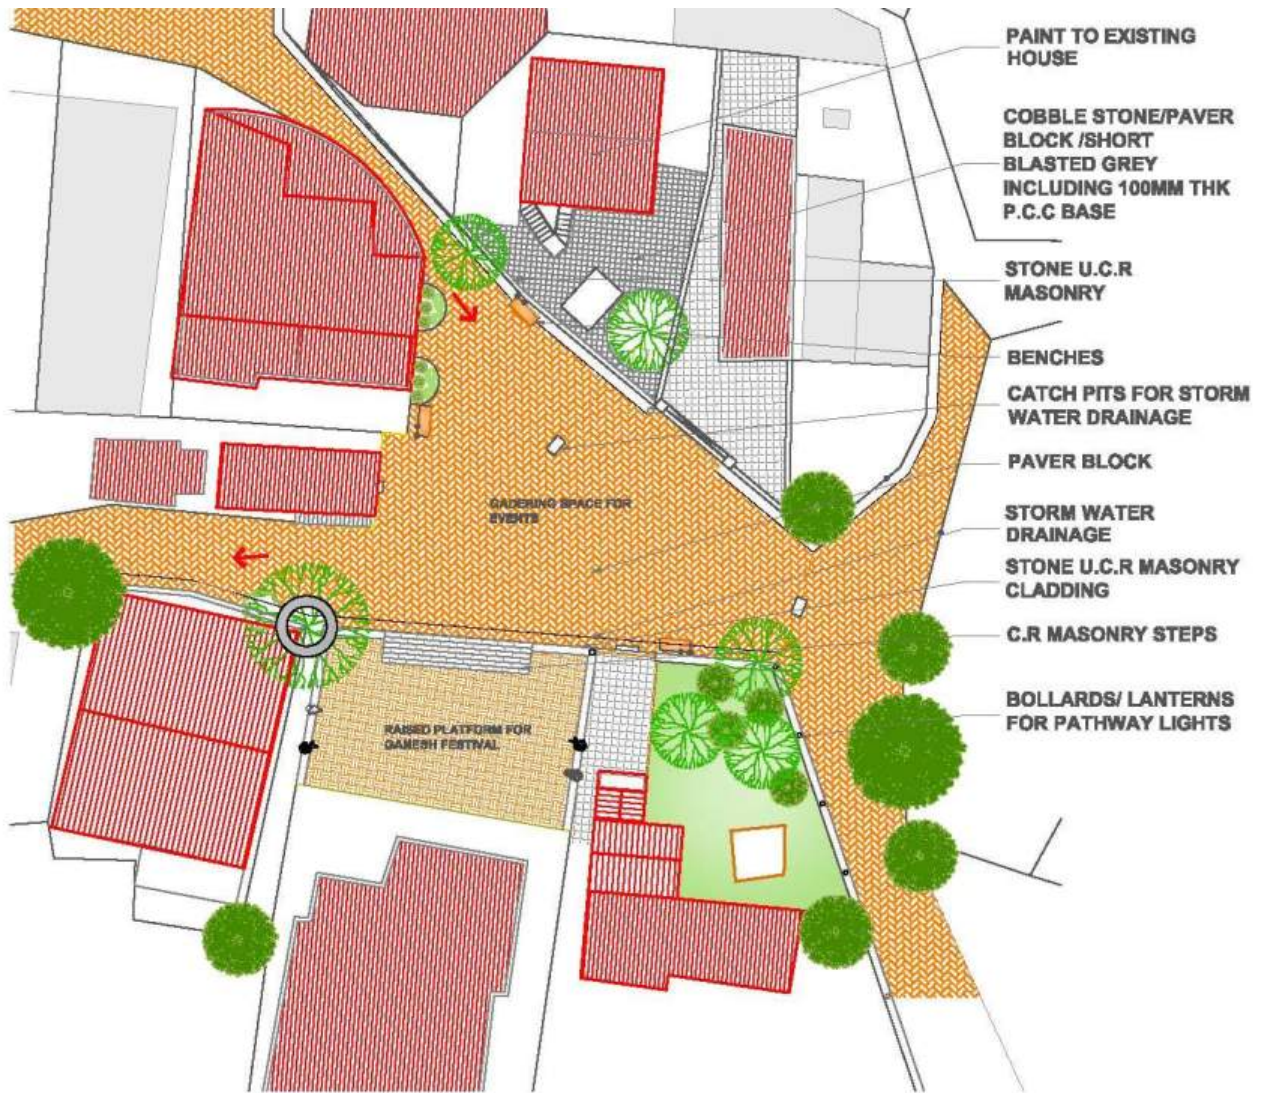 PAINT TO EXISTING
HOUSE
COBBLE STONE/PAVER
BLOCK /SHORT
BLASTED GREY
INCLUDING 100MM THK
P.C.C BASE
STONE U.C.R
MASONRY
BENCHES
CATCH PITS FOR STORM
WATER DRAINAGE
PAVER BLOCK
STORM WATER
DRAINAGE
STONE U.C.R MASONRY
CLADDING
C.R MASONRY STEPS
BOLLARDS/ LANTERNS
FOR PATHWAY LIGHTS
GADERING SPACE FOR
EVENTS
RAISED PLATFORM FOR
GANESH FESTIVAL